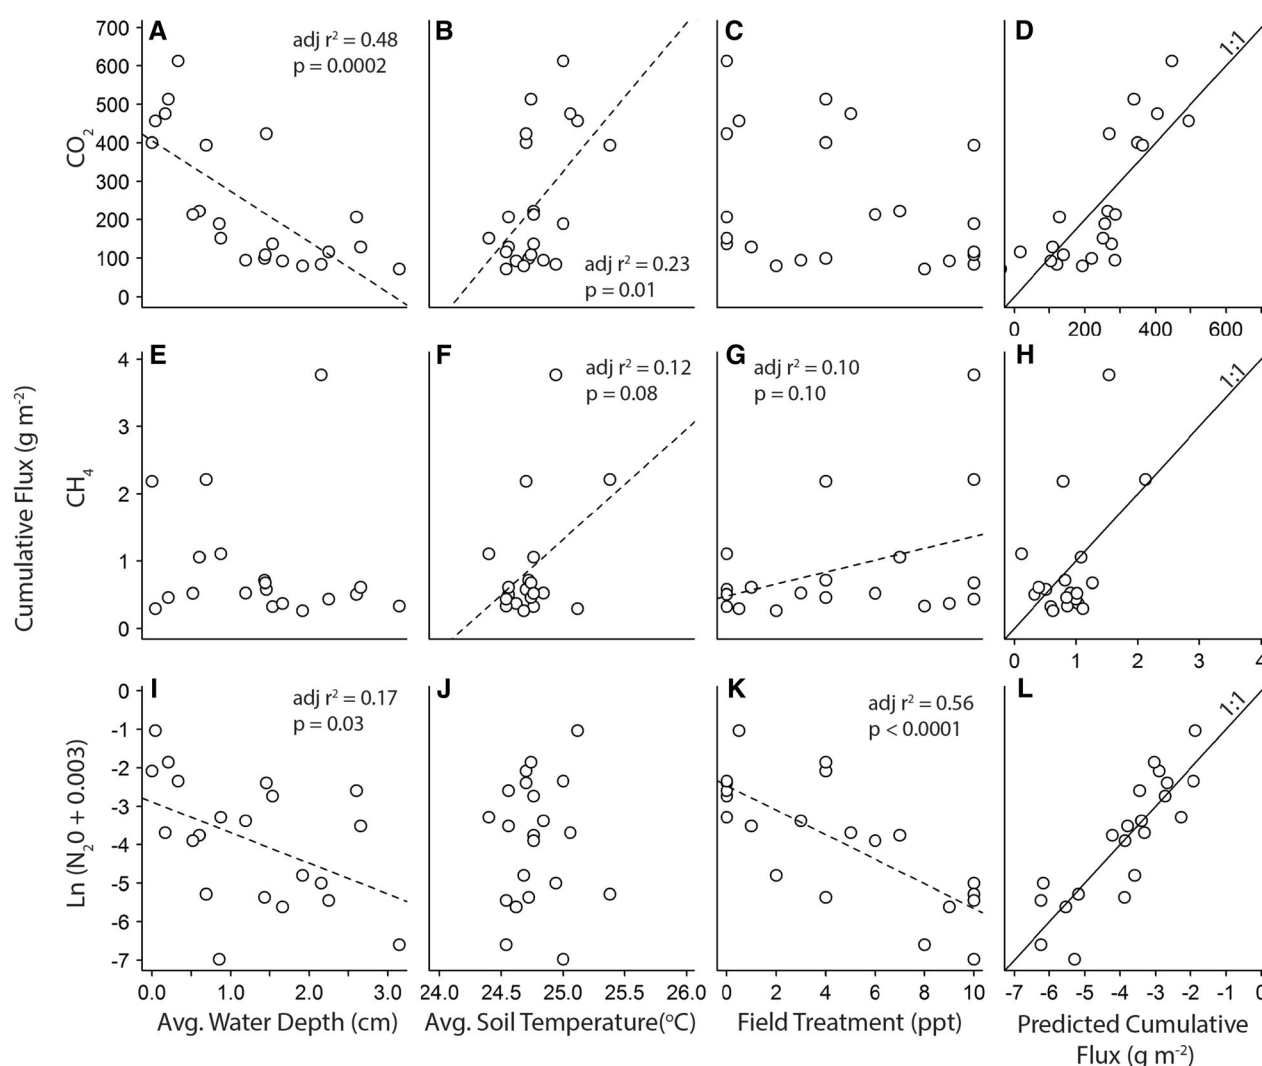 A
adj r² = 0.48
p = 0.0002
B
adj r² = 0.23
p = 0.01
C
D
1:1
700
600
500
400
300
200
100
0
CO₂
0 200 400 600
E
F
adj r² = 0.12
p = 0.08
G
adj r² = 0.10
p = 0.10
H
1:1
4
3
2
1
0
CH₄
Cumulative Flux (g m⁻²)
0 1 2 3 4
I
adj r² = 0.17
p = 0.03
J
K
adj r² = 0.56
p < 0.0001
L
1:1
0
-1
-2
-3
-4
-5
-6
-7
Ln (N₂0 + 0.003)
0.0 1.0 2.0 3.0
24.0 24.5 25.0 25.5 26.0
0 2 4 6 8 10
-7 -6 -5 -4 -3 -2 -1 -0
Avg. Water Depth (cm)
Avg. Soil Temperature(°C)
Field Treatment (ppt)
Predicted Cumulative
Flux (g m⁻²)